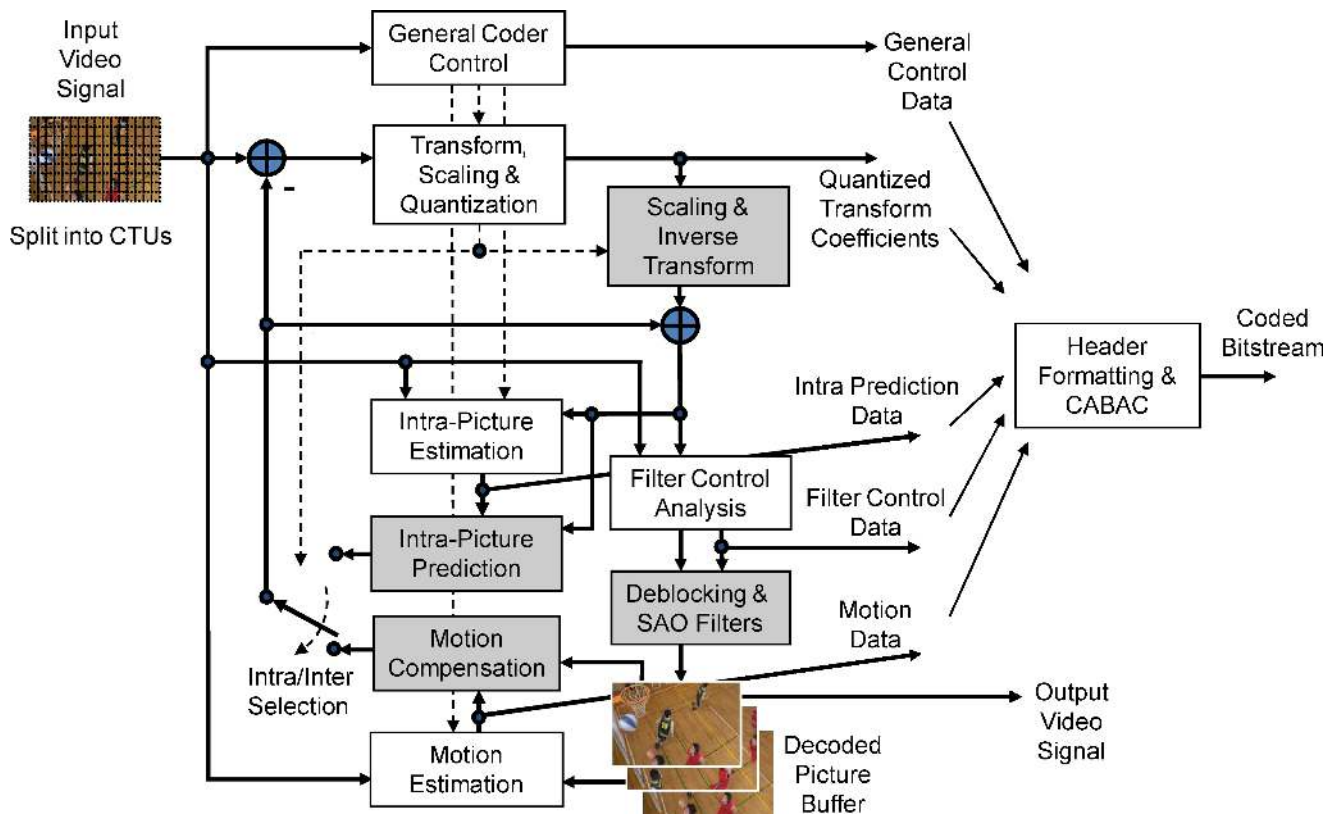 Input
Video
Signal
Split into CTUs
General Coder
Control
General
Control
Data
Transform,
Scaling &
Quantization
-
Quantized
Transform
Coefficients
Scaling &
Inverse
Transform
Header
Formatting &
CABAC
Coded
Bitstream
Intra-Picture
Estimation
Intra Prediction
Data
Filter Control
Analysis
Filter Control
Data
Intra-Picture
Prediction
Deblocking &
SAO Filters
Motion
Compensation
Motion
Data
Intra/Inter
Selection
Motion
Estimation
Decoded
Picture
Buffer
Output
Video
Signal